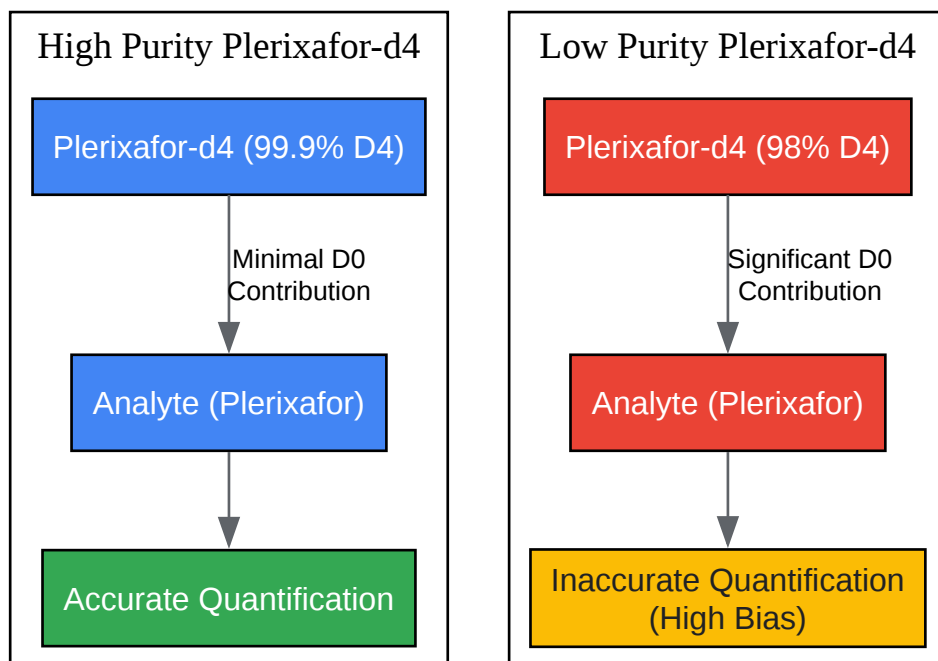 High Purity Plerixafor-d4
Plerixafor-d4 (99.9% D4)
Minimal D0
Contribution
Analyte (Plerixafor)
Accurate Quantification
Low Purity Plerixafor-d4
Plerixafor-d4 (98% D4)
Significant D0
Contribution
Analyte (Plerixafor)
Inaccurate Quantification
(High Bias)